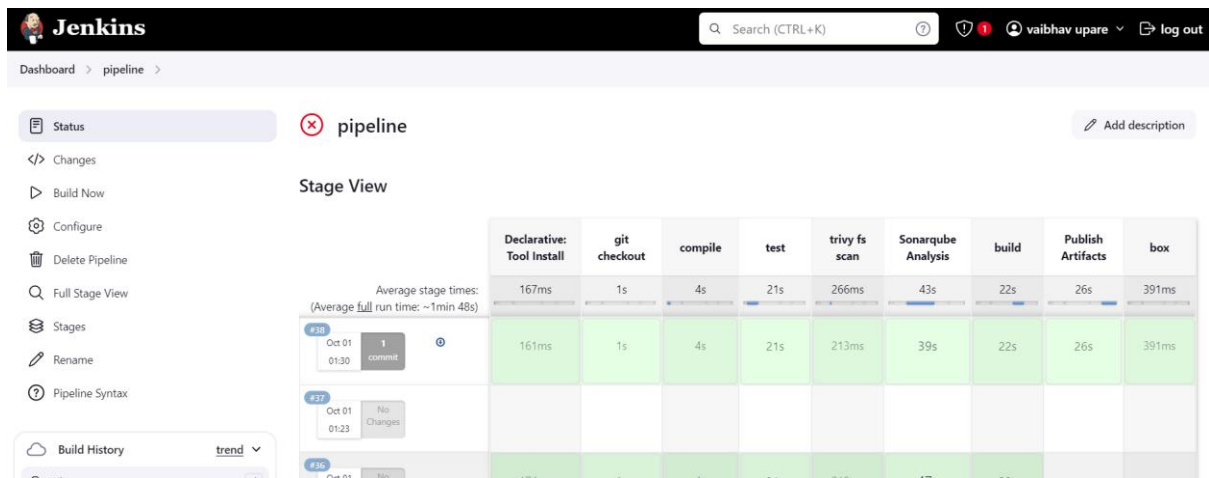 Jenkins
Search (CTRL+K)
1
vaibhav upare
log out
Dashboard > pipeline >
Status
Changes
Build Now
Configure
Delete Pipeline
Full Stage View
Stages
Rename
Pipeline Syntax
Build History
trend
pipeline
Add description
Stage View
Declarative: Tool Install git checkout compile test trivy fs scan Sonarqube Analysis build Publish Artifacts box
Average stage times: 167ms 1s 4s 21s 266ms 43s 22s 26s 391ms
(Average full run time: ~1min 48s)
#38
Oct 01 1
01:30 commit
161ms 1s 4s 21s 213ms 39s 22s 26s 391ms
#37
Oct 01 No
01:23 Changes
#36